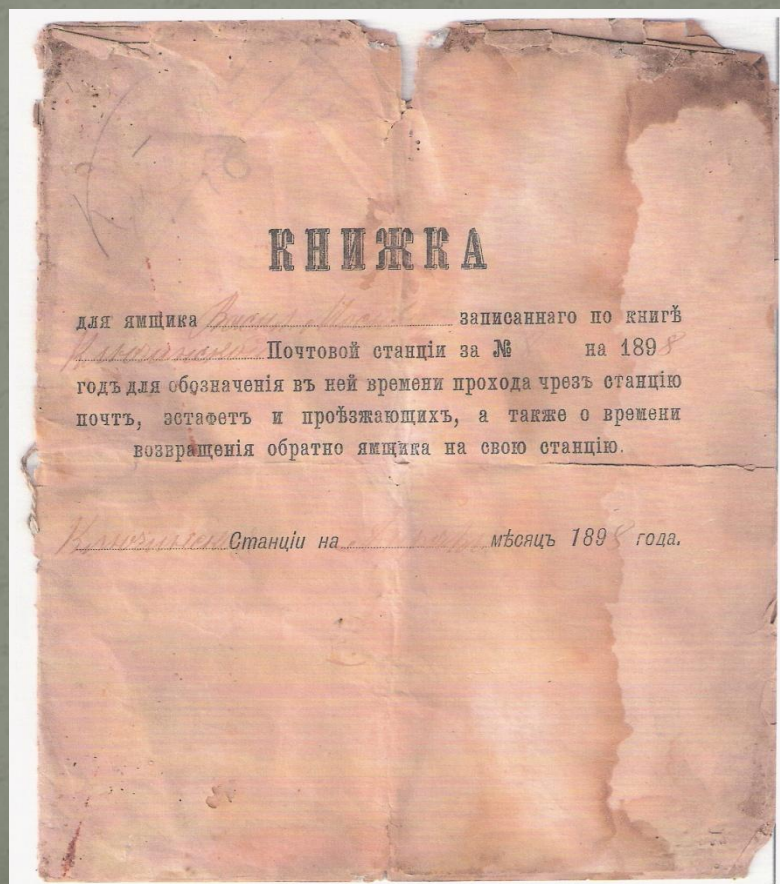 КНИЖКА
для ямщика записаннаго по книгѣ
Почтовой станціи за № 8 на 1898
годъ для обозначенія въ ней времени прохода чрезъ станцію
почтъ, эстафетъ и проѣзжающихъ, а также о времени
возвращенія обратно ямщика на свою станцію.
Станціи на мѣсяцъ 1898 года.